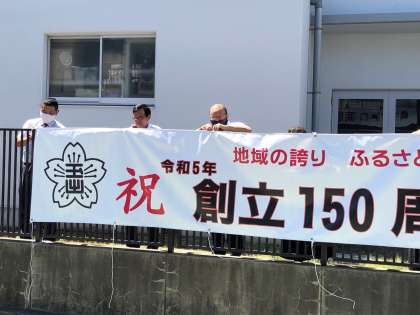 地域の誇り ふるさと
令和5年
祝 創立150周